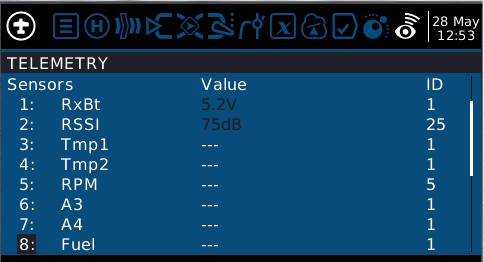 28 May
12:53
TELEMETRY
Sensors Value ID
1: RxBt 5.2V 1
2: RSSI 75dB 25
3: Tmp1 --- 1
4: Tmp2 --- 1
5: RPM --- 5
6: A3 --- 1
7: A4 --- 1
8: Fuel --- 1